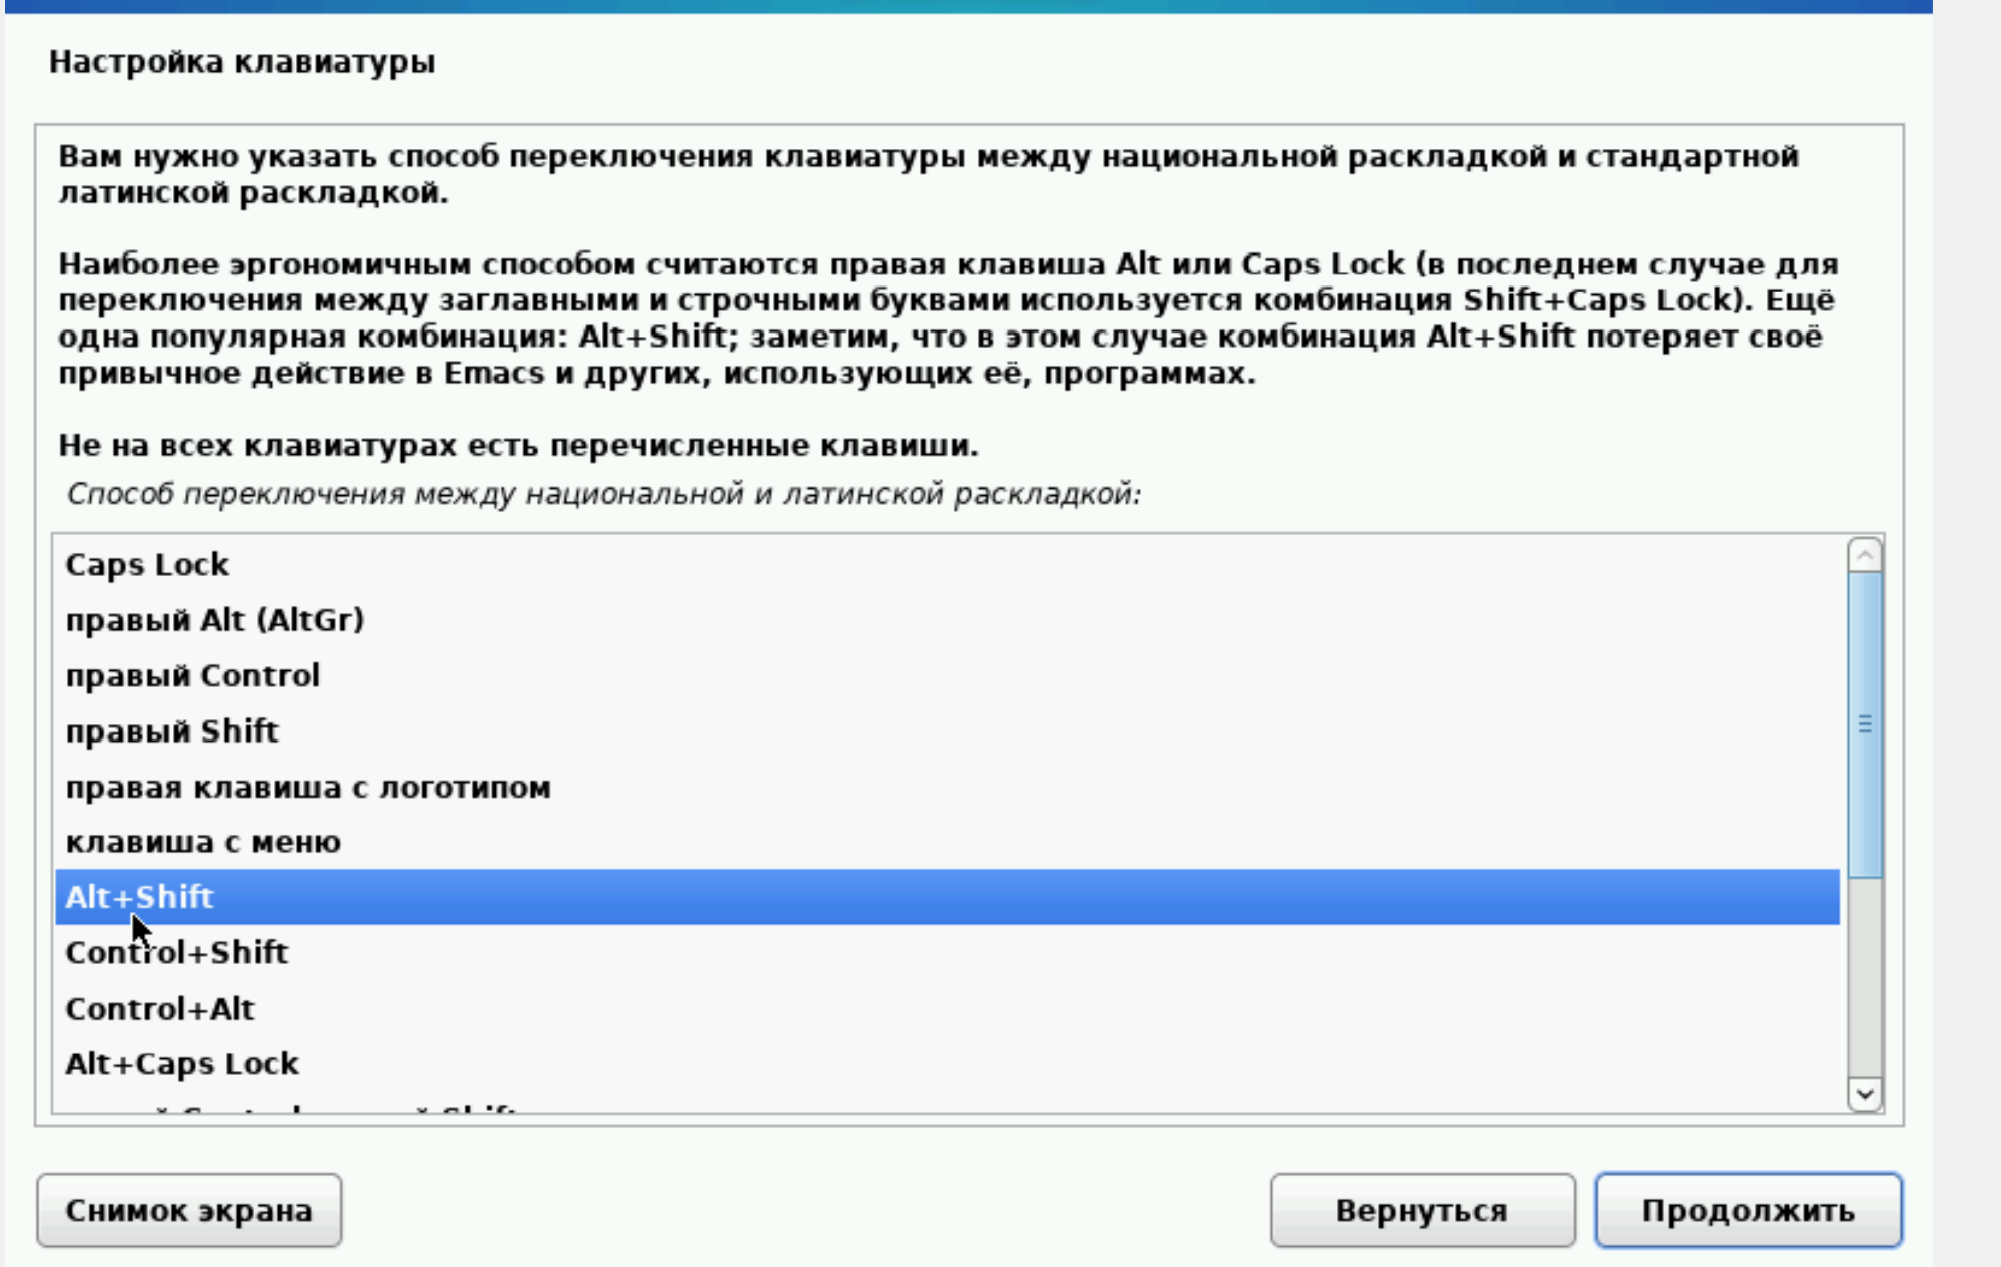 Настройка клавиатуры
Вам нужно указать способ переключения клавиатуры между национальной раскладкой и стандартной
латинской раскладкой.
Наиболее эргономичным способом считаются правая клавиша Alt или Caps Lock (в последнем случае для
переключения между заглавными и строчными буквами используется комбинация Shift+Caps Lock). Ещё
одна популярная комбинация: Alt+Shift; заметим, что в этом случае комбинация Alt+Shift потеряет своё
привычное действие в Emacs и других, использующих её, программах.
Не на всех клавиатурах есть перечисленные клавиши.
Способ переключения между национальной и латинской раскладкой:
Caps Lock
правый Alt (AltGr)
правый Control
правый Shift
правая клавиша с логотипом
клавиша с меню
Alt+Shift
Control+Shift
Control+Alt
Alt+Caps Lock
Снимок экрана
Вернуться
Продолжить